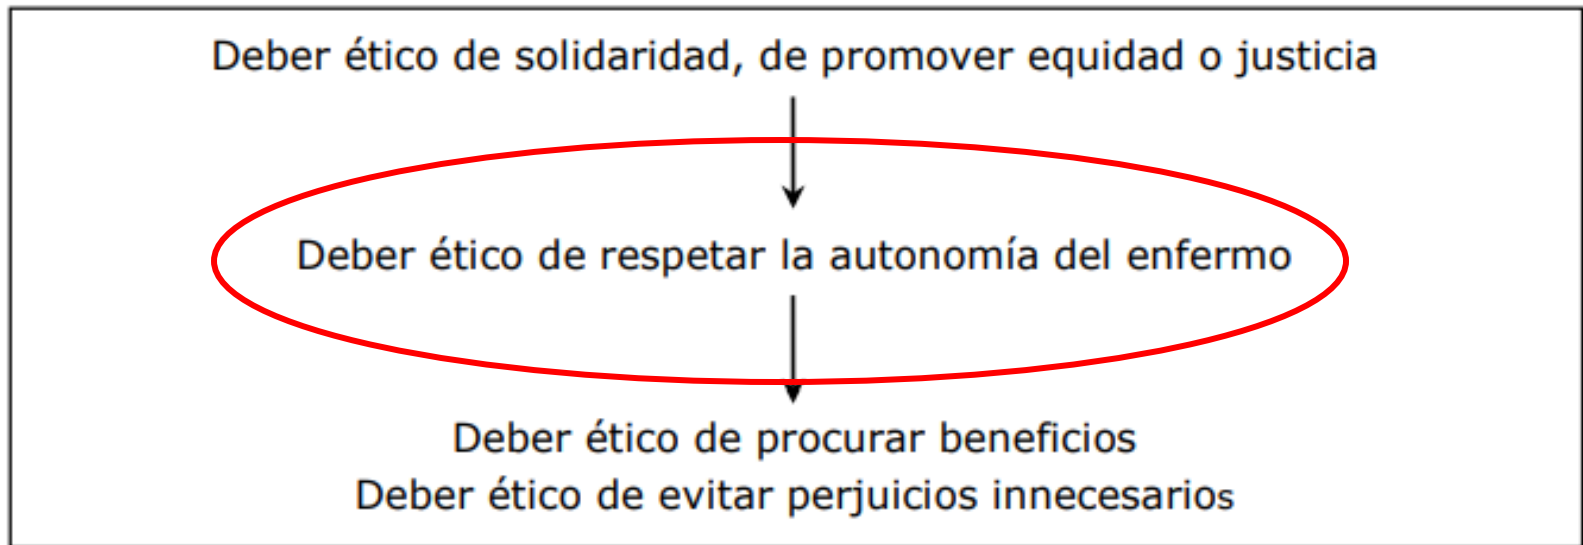 Deber ético de solidaridad, de promover equidad o justicia
Deber ético de respetar la autonomía del enfermo
Deber ético de procurar beneficios
Deber ético de evitar perjuicios innecesarios